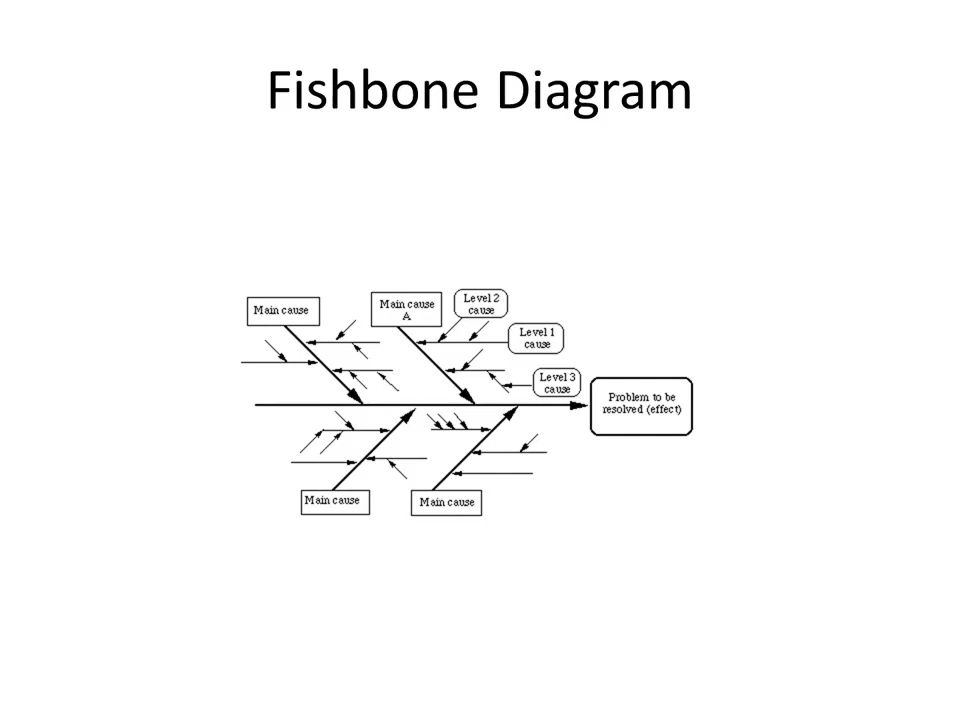 Fishbone Diagram
Main cause
Main cause
A
Level 2
cause
Level 1
cause
Level 3
cause
Problem to be
resolved (effect)
Main cause
Main cause